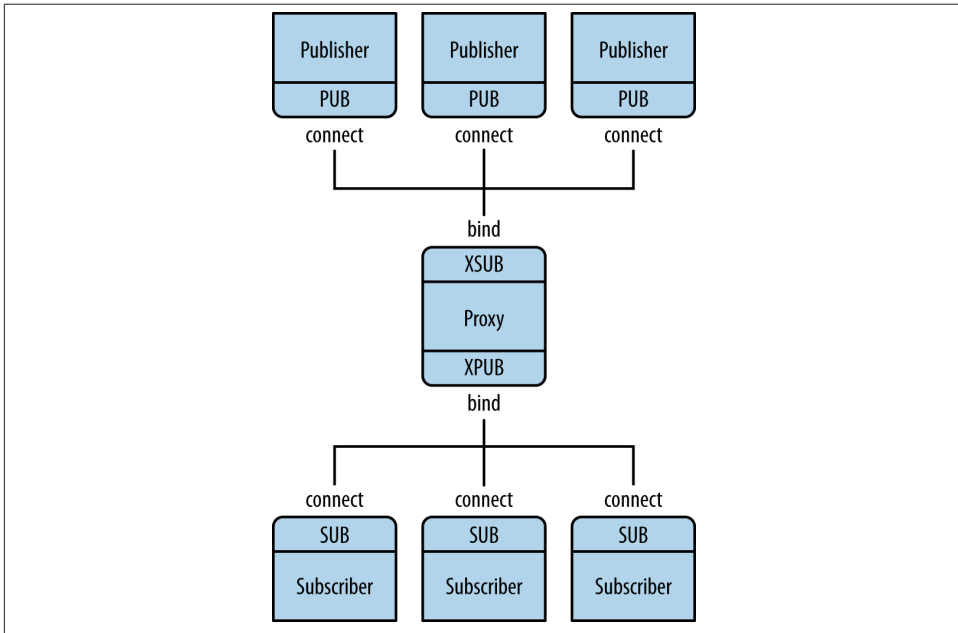 Publisher Publisher Publisher
PUB PUB PUB
connect connect connect
bind
XSUB
Proxy
XPUB
bind
connect connect connect
SUB SUB SUB
Subscriber Subscriber Subscriber